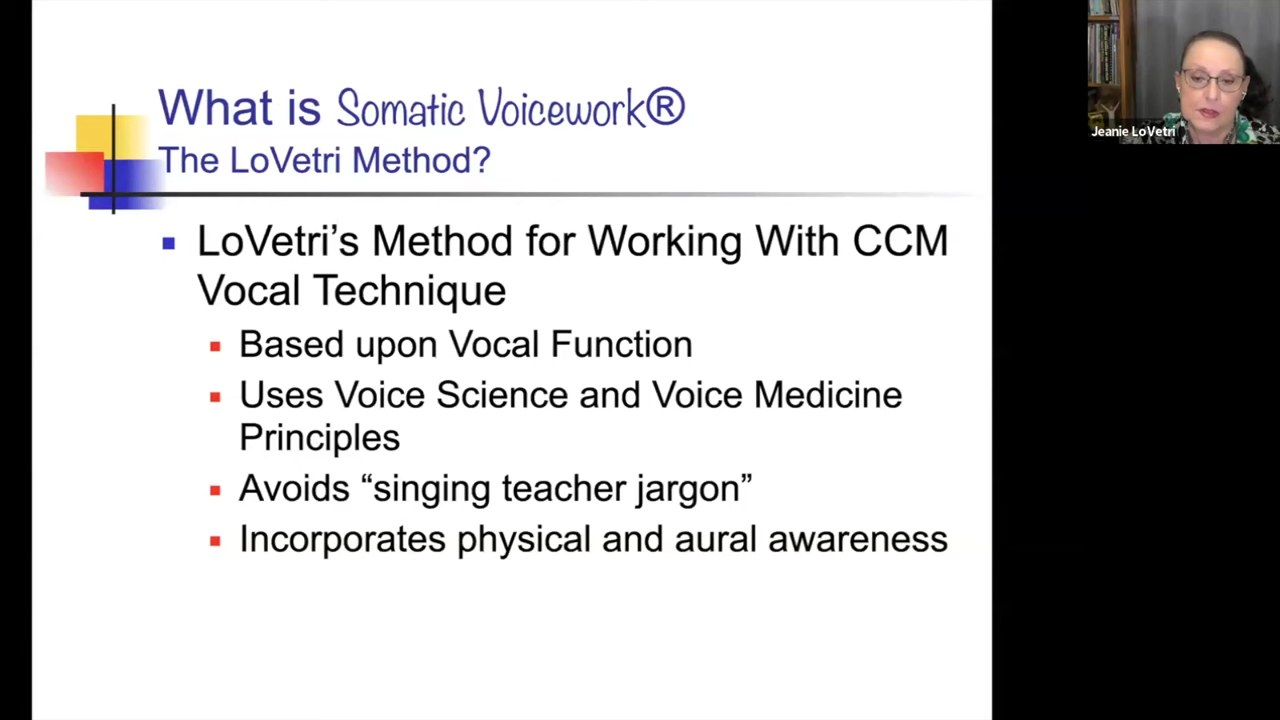 What is Somatic Voicework®
The LoVetri Method?
LoVetri’s Method for Working With CCM
Vocal Technique
Based upon Vocal Function
Uses Voice Science and Voice Medicine
Principles
Avoids “singing teacher jargon”
Incorporates physical and aural awareness
Jeanie LoVetri